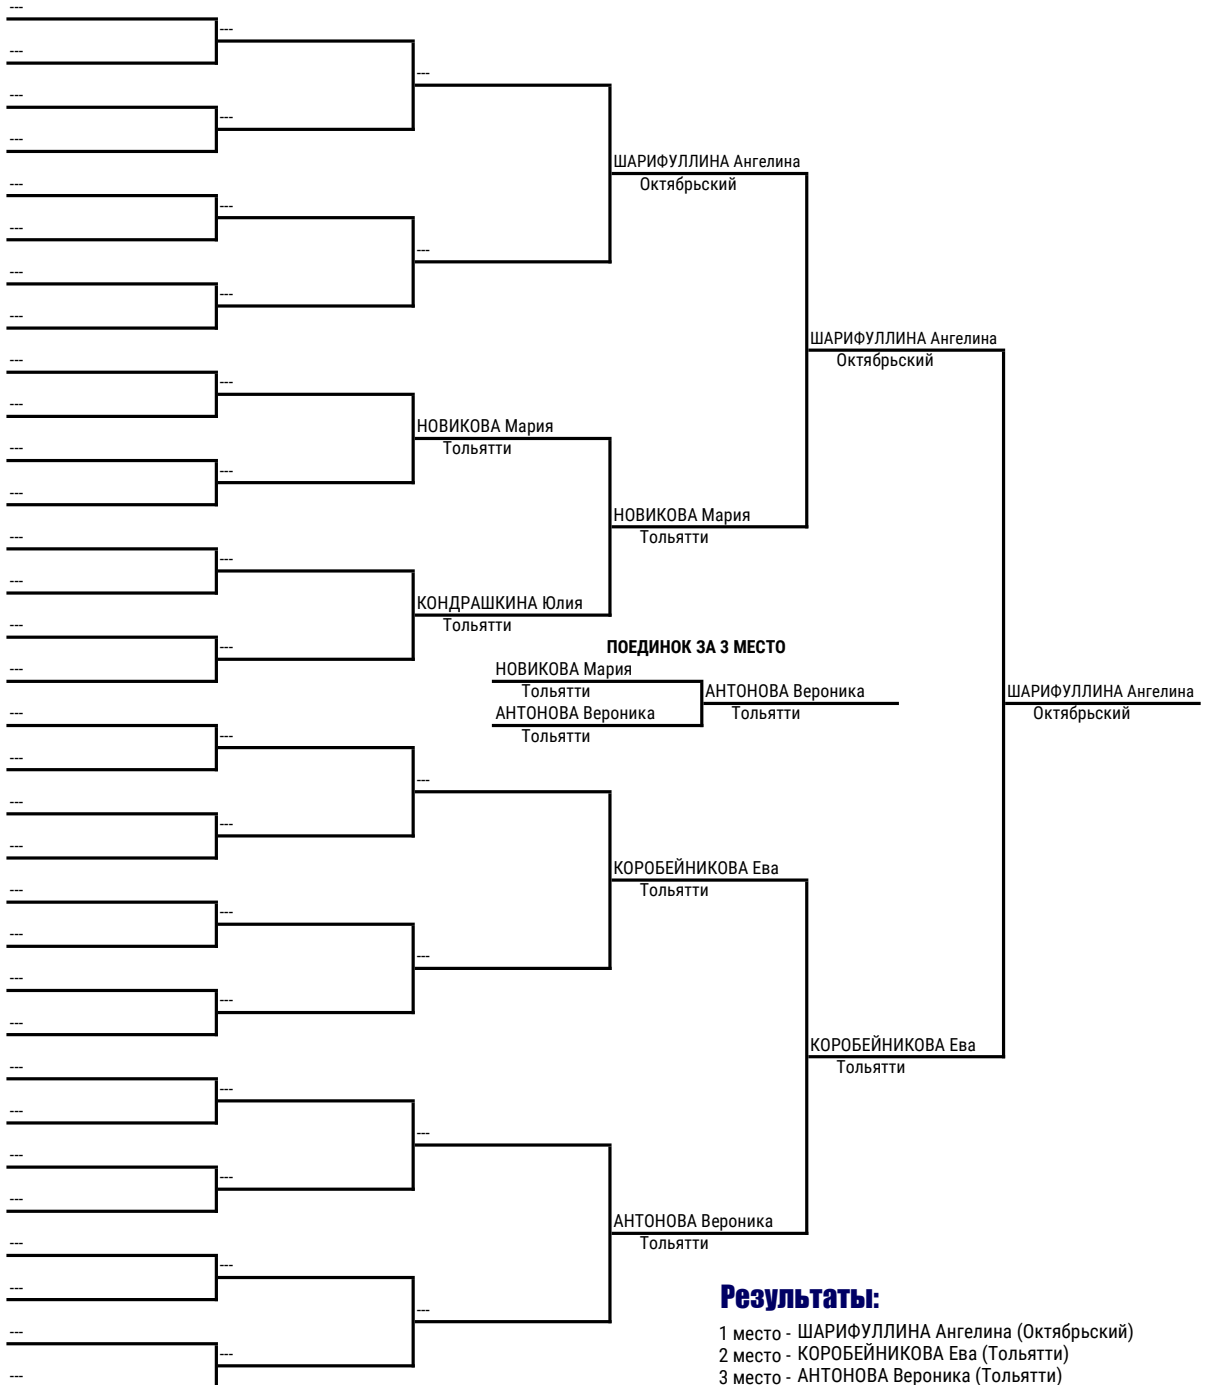 ---
---
---
---
---
---
---
---
---
---
ШАРИФУЛЛИНА Ангелина
Октябрьский
---
---
---
---
---
ШАРИФУЛЛИНА Ангелина
Октябрьский
---
---
---
НОВИКОВА Мария
Тольятти
---
---
---
НОВИКОВА Мария
Тольятти
---
---
---
КОНДРАШКИНА Юлия
Тольятти
---
---
---
ПОЕДИНОК ЗА 3 МЕСТО
НОВИКОВА Мария
Тольятти
АНТОНОВА Вероника
Тольятти
АНТОНОВА Вероника
Тольятти
ШАРИФУЛЛИНА Ангелина
Октябрьский
---
---
---
---
---
---
---
КОРОБЕЙНИКОВА Ева
Тольятти
---
---
---
---
---
---
---
КОРОБЕЙНИКОВА Ева
Тольятти
---
---
---
---
---
---
---
АНТОНОВА Вероника
Тольятти
---
---
---
---
---
---
---
Результаты:
1 место - ШАРИФУЛЛИНА Ангелина (Октябрьский)
2 место - КОРОБЕЙНИКОВА Ева (Тольятти)
3 место - АНТОНОВА Вероника (Тольятти)